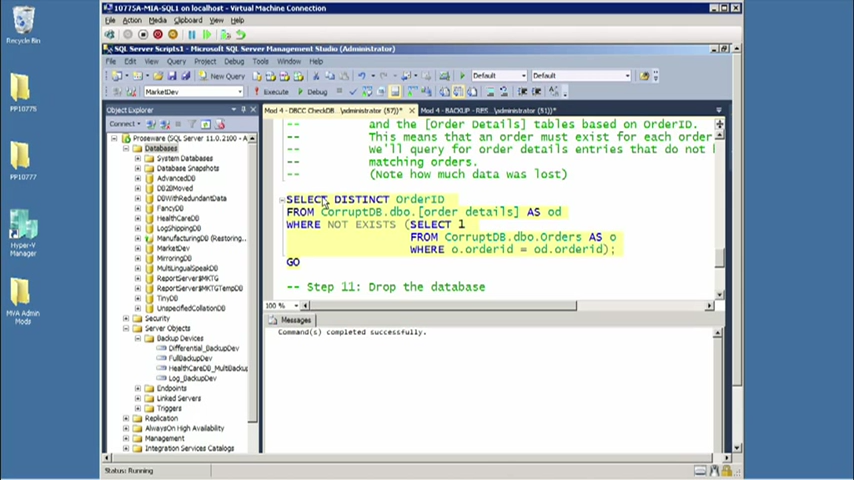 10775A-MIA-SQL1 on localhost - Virtual Machine Connection
File Action Media Clipboard View Help
SQL Server Scripts1 - Microsoft SQL Server Management Studio (Administrator)
File Edit View Query Project Debug Tools Window Help
New Query
Default
Default
MarketDev
Execute
Debug
Object Explorer
Connect
Proseware (SQL Server 11.0.2100 - Administrator
Databases
System Databases
Database Snapshots
AdvancedDB
DB2BMoved
DBWithRedundantData
FancyDB
HealthCareDB
LogShippingDB
ManufacturingDB (Restoring...
MarketDev
MirroringDB
MultiLingualSpeakDB
ReportServer$MKTG
ReportServer$MKTGTempDB
TinyDB
UnspecifiedCollationDB
Security
Server Objects
Backup Devices
Differential_BackupDev
FullBackupDev
HealthCareDB_MultiBackup
Log_BackupDev
Endpoints
Linked Servers
Triggers
Replication
AlwaysOn High Availability
Management
Integration Services Catalogs
Mod 4 - DBCC CheckDB...\administrator (57))*
Mod 4 - BACKUP - RES...\administrator (51))*
-- and the [Order Details] tables based on OrderID.
-- This means that an order must exist for each order
-- we'll query for order details entries that do not
-- matching orders.
-- (Note how much data was lost)
SELECT DISTINCT OrderID
FROM CorruptDB.dbo.[order details] AS od
WHERE NOT EXISTS (SELECT 1
FROM CorruptDB.dbo.Orders AS o
WHERE o.orderid = od.orderid);
GO
-- Step 11: Drop the database
100 %
Messages
Command(s) completed successfully.
Status: Running
Recycle Bin
PP10775
PP10777
Hyper-V
Manager
MVA Admin
Mods